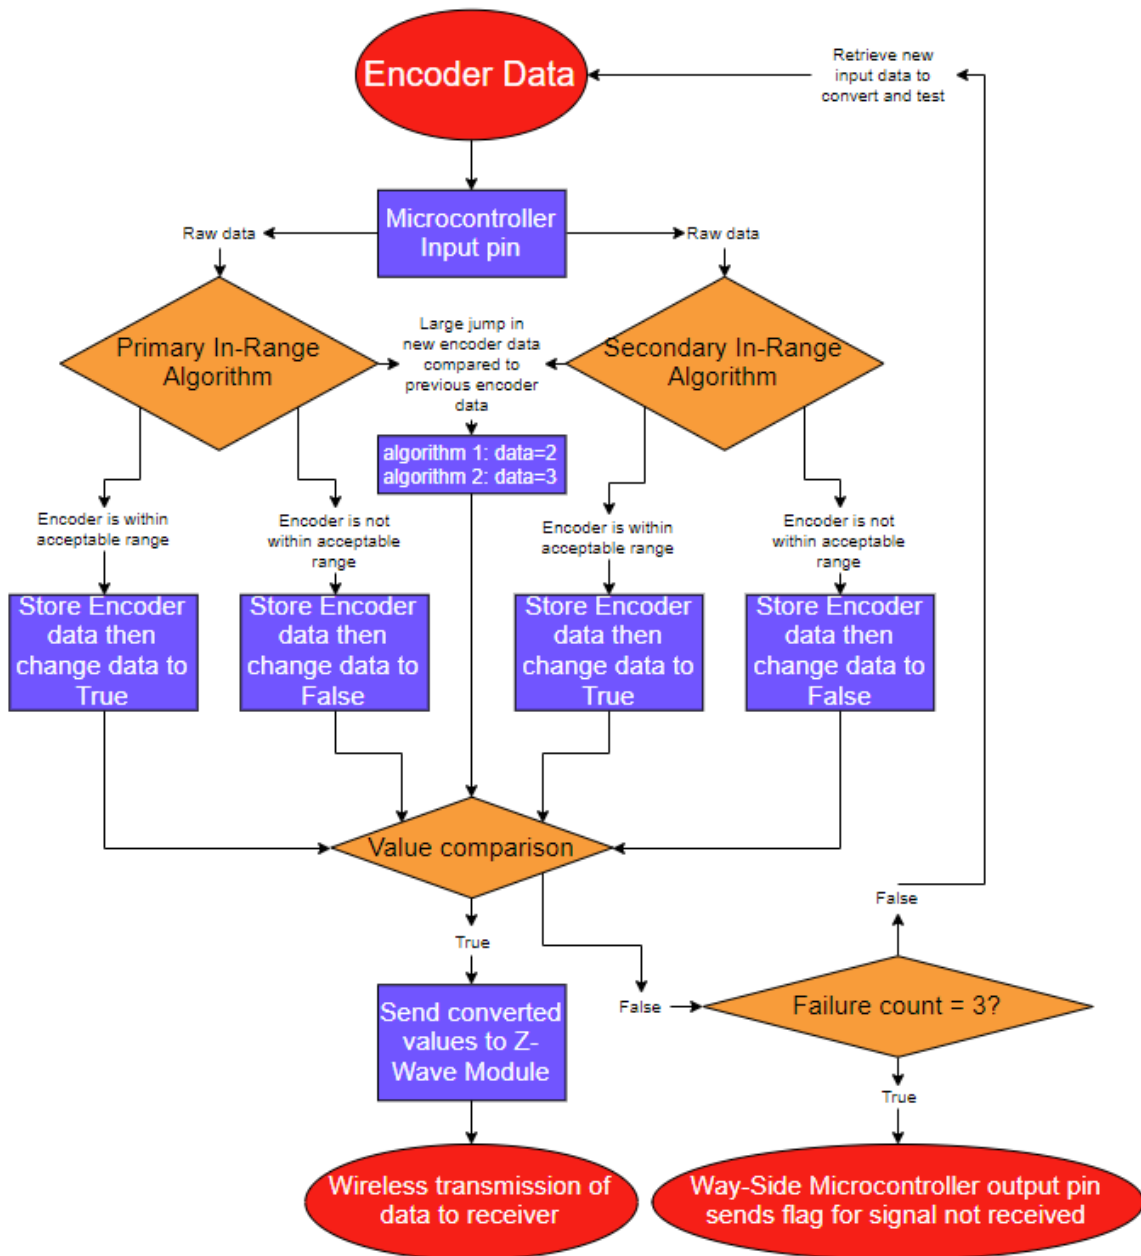 Encoder Data
Retrieve new
input data to
convert and test
Microcontroller
Input pin
Raw data
Raw data
Primary In-Range
Algorithm
Large jump in
new encoder data
compared to
previous encoder
data
Secondary In-Range
Algorithm
algorithm 1: data=2
algorithm 2: data=3
Encoder is within
acceptable range
Encoder is not
within acceptable
range
Encoder is within
acceptable range
Encoder is not
within acceptable
range
Store Encoder
data then
change data to
True
Store Encoder
data then
change data to
False
Store Encoder
data then
change data to
True
Store Encoder
data then
change data to
False
Value comparison
True
False
False
Failure count = 3?
Send converted
values to Z-
Wave Module
True
Wireless transmission of
data to receiver
Way-Side Microcontroller output pin
sends flag for signal not received